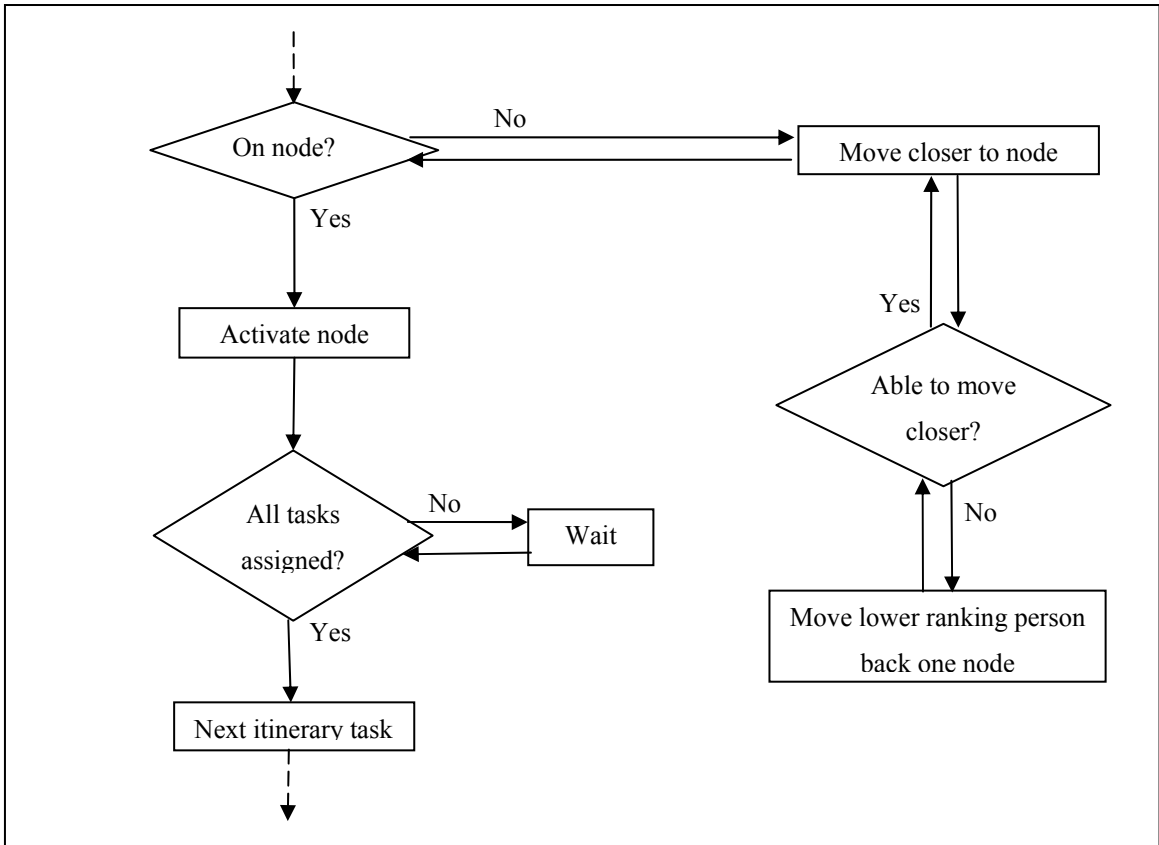 On node?
No
Move closer to node
Yes
Activate node
Yes
Able to move
closer?
No
All tasks
assigned?
No
Wait
Yes
Move lower ranking person
back one node
Next itinerary task